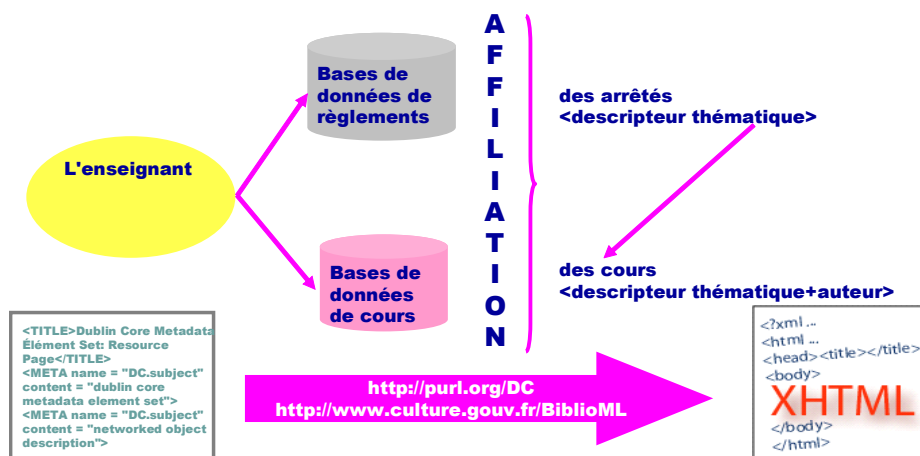 L'enseignant
Bases de
données de
règlements
Bases de
données
de cours
A
F
F
I
L
I
A
T
I
O
N
des arrêtés
<descripteur thématique>
des cours
<descripteur thématique+auteur>
<TITLE>Dublin Core Metadata
Élément Set: Resource
Page</TITLE>
<META name = "DC.subject"
content = "dublin core
metadata element set">
<META name = "DC.subject"
content = "networked object
description">
http://purl.org/DC
http://www.culture.gouv.fr/BiblioML
<?xml ...
<html ...
<head><title></title>
<body>
XHTML
</body>
</html>